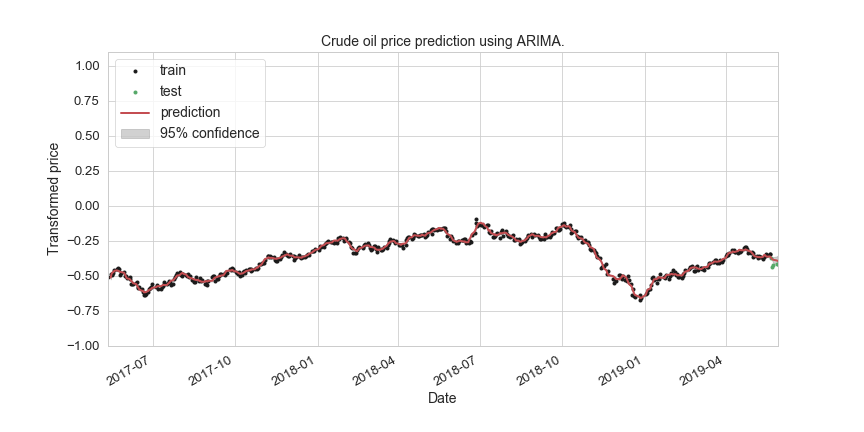 Crude oil price prediction using ARIMA.
1.00
0.75
0.50
0.25
0.00
−0.25
−0.50
−0.75
−1.00
Transformed price
train
test
prediction
95% confidence
2017-07
2017-10
2018-01
2018-04
2018-07
2018-10
2019-01
2019-04
Date